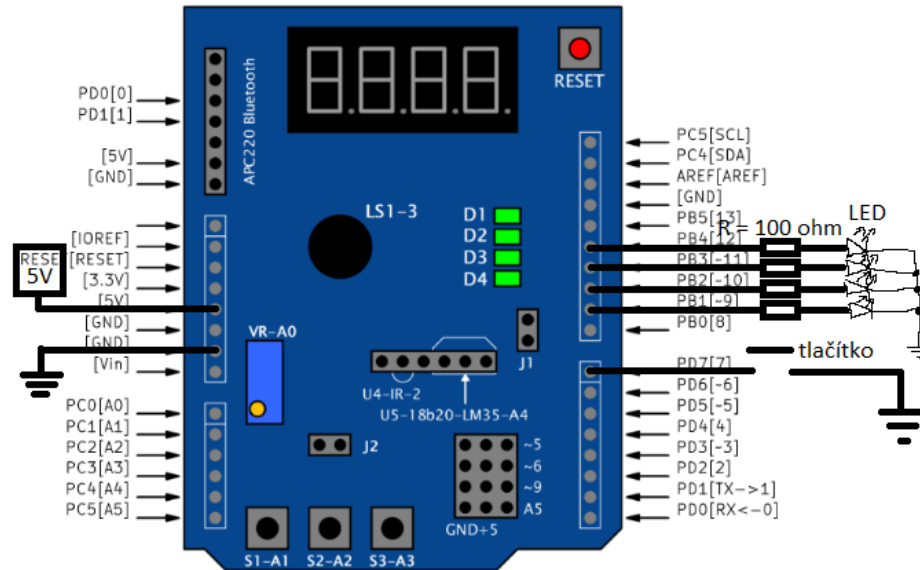 RESET
APC220 Bluetooth
PD0[0]
PD1[1]
[5V]
[GND]
LS1-3
D1
D2
D3
D4
PC5[SCL]
PC4[SDA]
AREF[AREF]
[GND]
PB5[13]
LED
PB4[12]
R = 100 ohm
PB3[~11]
PB2[~10]
PB1[~9]
PB0[8]
[IOREF]
RESE
[RESET]
5V
[3.3V]
[5V]
[GND]
[GND]
[Vin]
VR-A0
J1
U4-IR-2
U5-18b20-LM35-A4
tlačítko
PD7[7]
PD6[~6]
PD5[~5]
PD4[4]
PD3[~3]
PD2[2]
PD1[TX->1]
PD0[RX<-0]
PC0[A0]
PC1[A1]
PC2[A2]
PC3[A3]
PC4[A4]
PC5[A5]
J2
~5
~6
~9
A5
GND+5
S1-A1
S2-A2
S3-A3